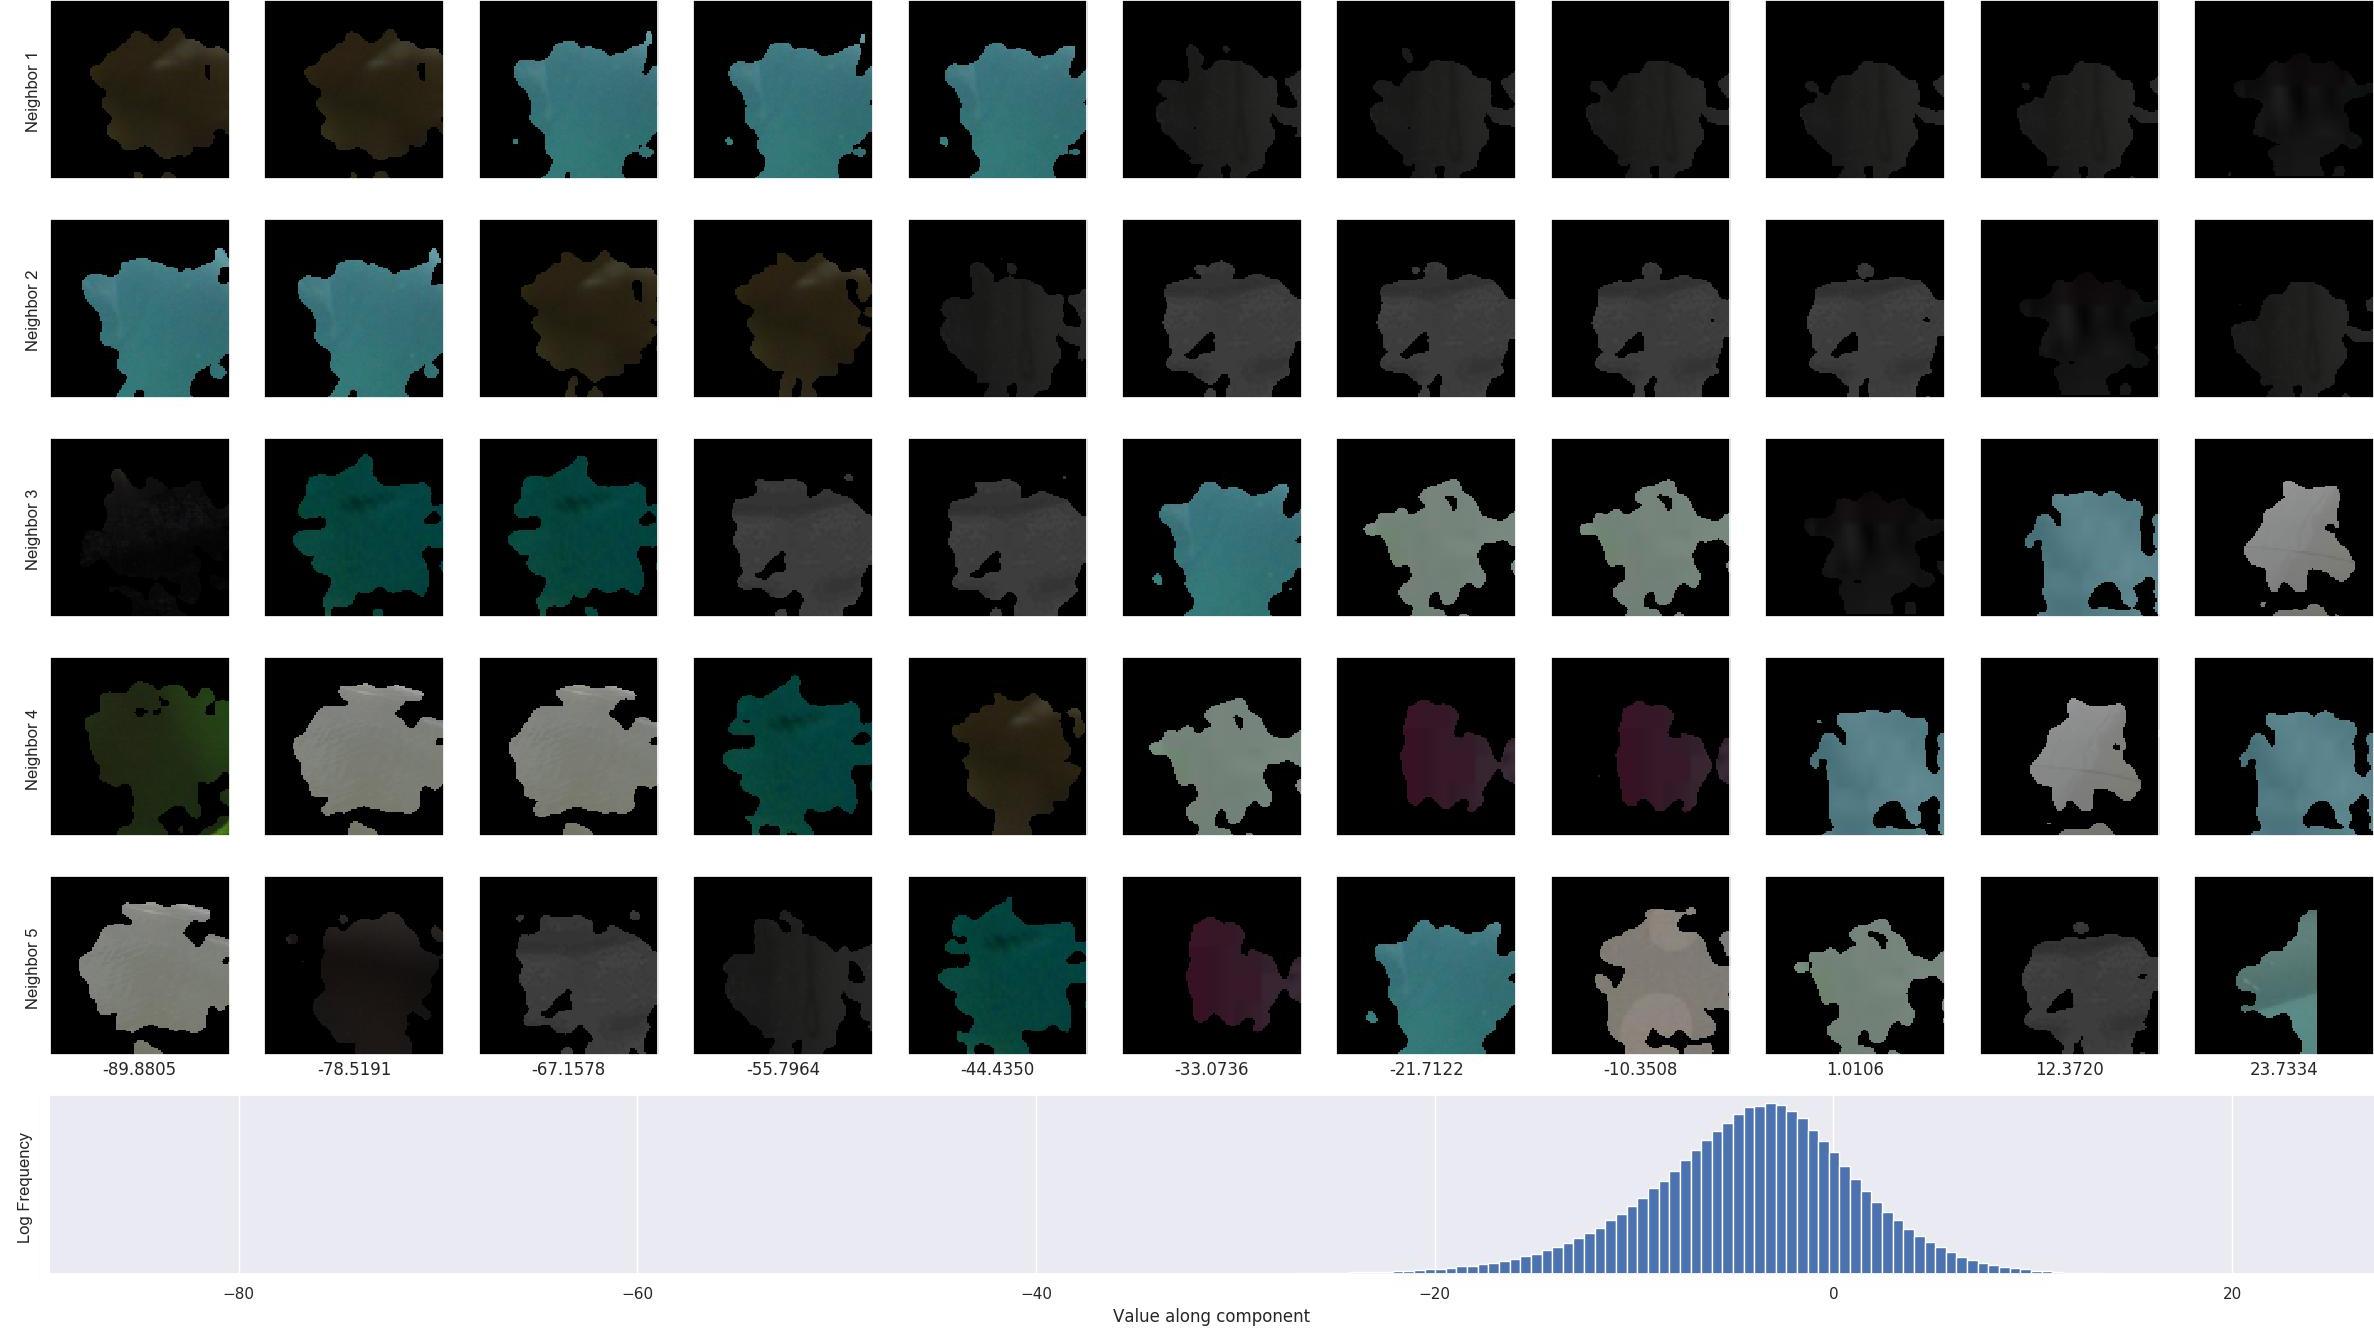 Neighbor 1
Neighbor 2
Neighbor 3
Neighbor 4
Neighbor 5
-89.8805 -78.5191 -67.1578 -55.7964 -44.4350 -33.0736 -21.7122 -10.3508 1.0106 12.3720 23.7334
Log Frequency
−80 −60 −40 −20 0 20
Value along component